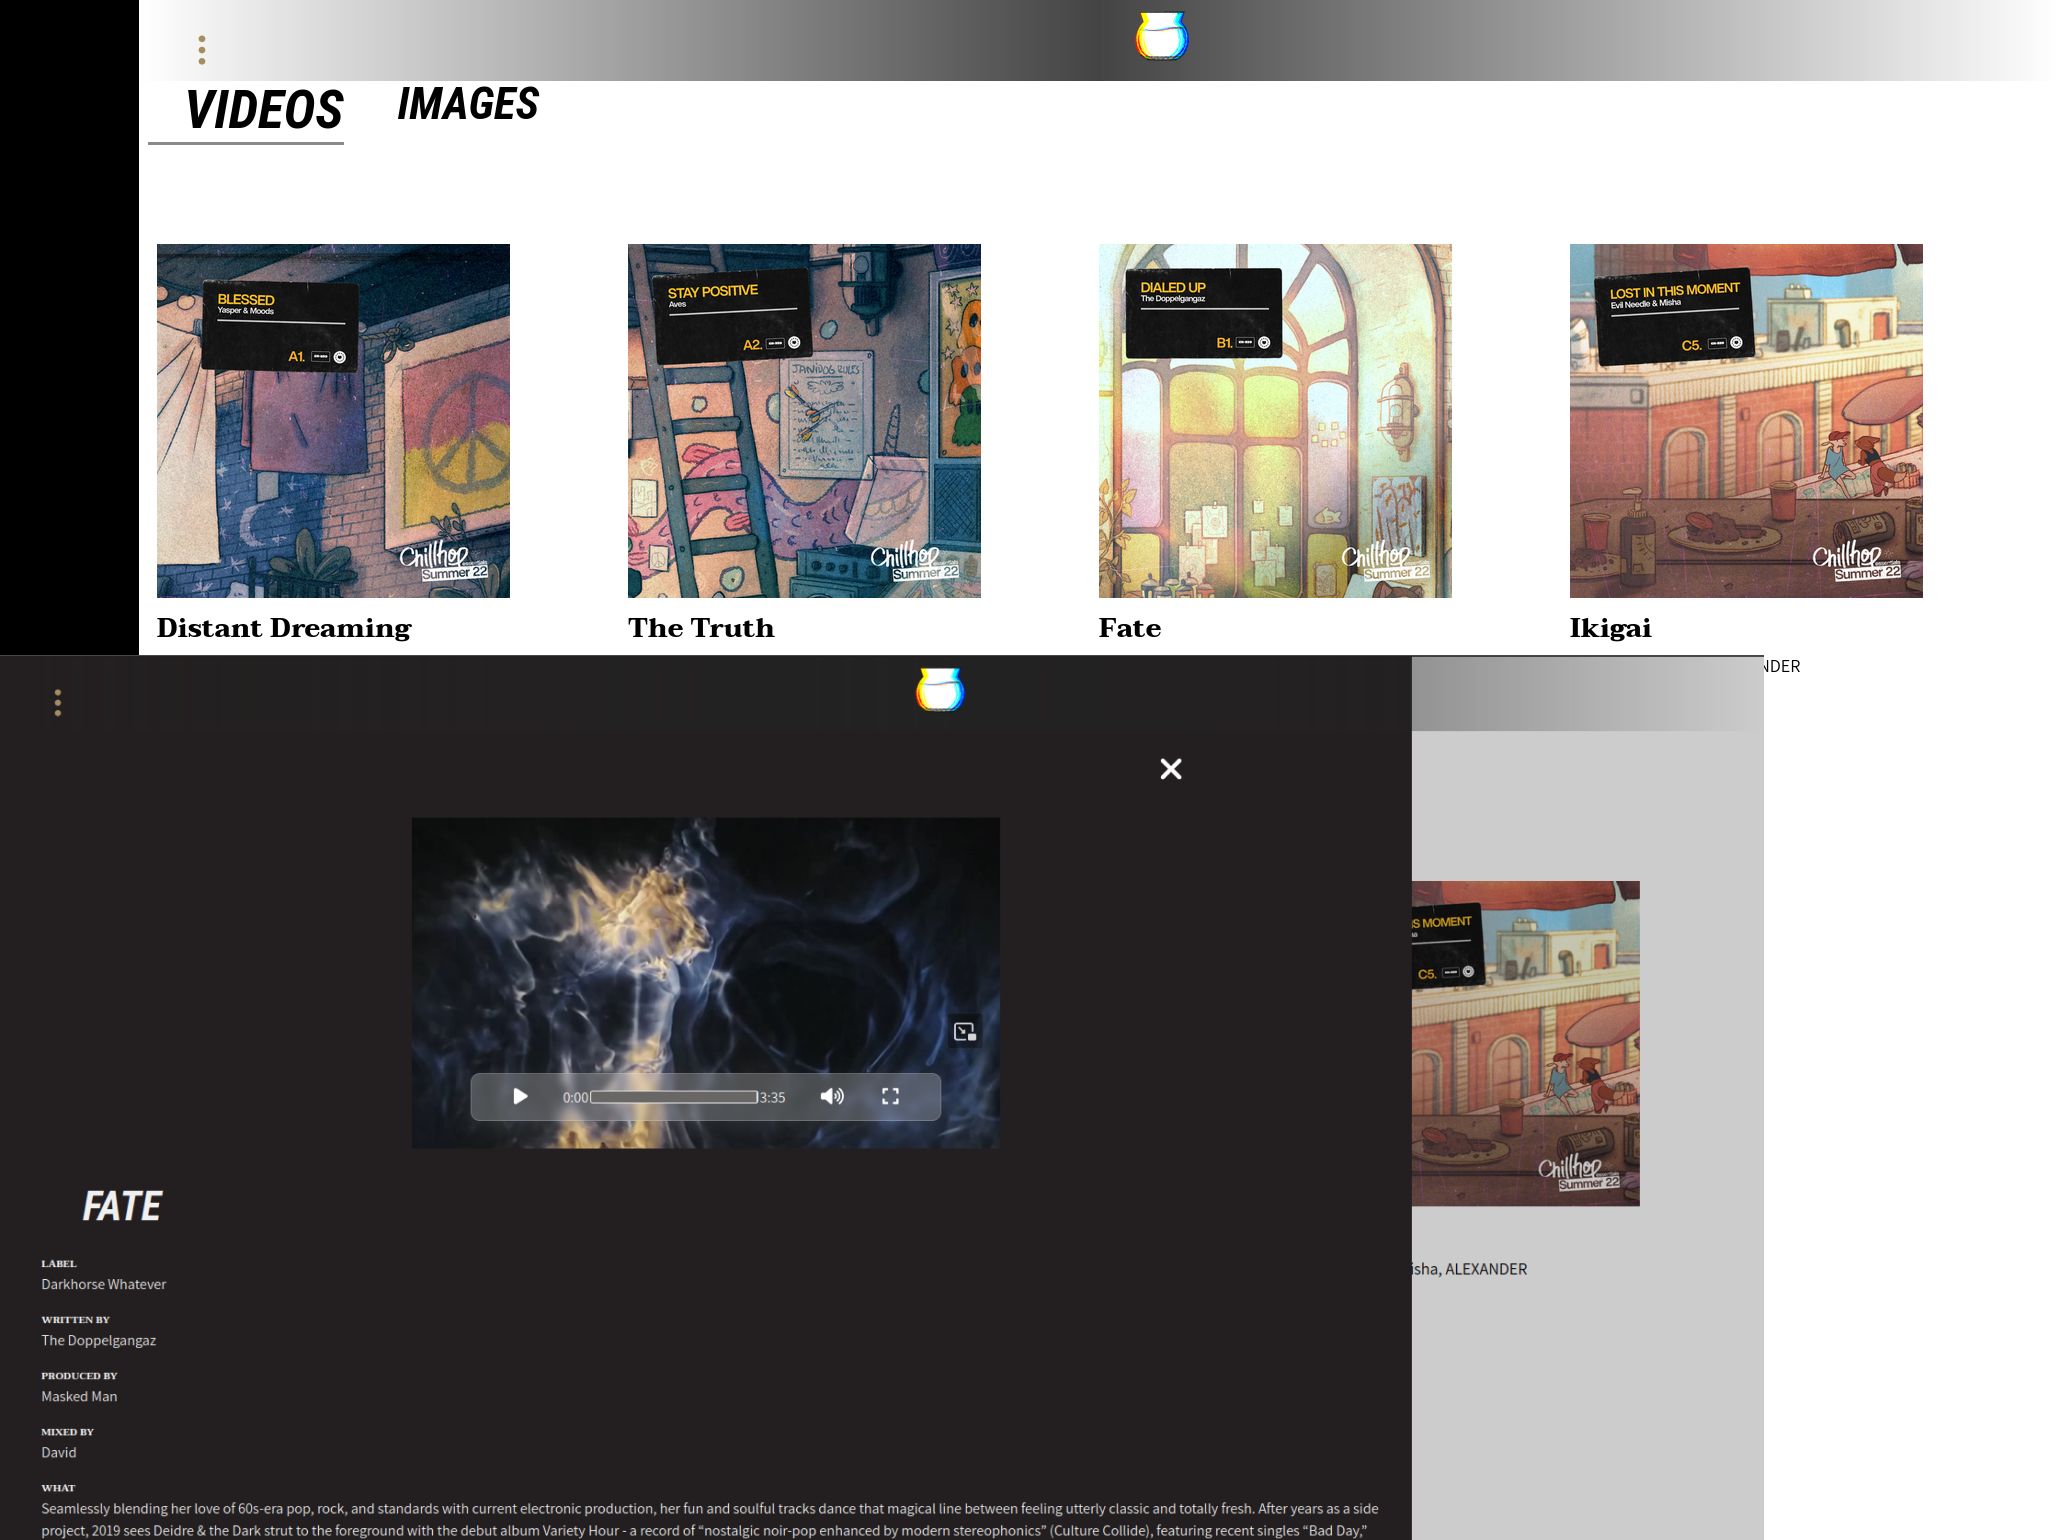 VIDEOS
IMAGES
BLESSED
Yasper & Moods
A1.
Chillhop
Summer 22
STAY POSITIVE
Aves
A2.
JANIDOG RULES
Chillhop
Summer 22
DIALED UP
The Doppelgangaz
B1.
Chillhop
Summer 22
LOST IN THIS MOMENT
Evil Needle & Misha
C5.
Chillhop
Summer 22
Distant Dreaming
The Truth
Fate
Ikigai
NDER
S MOMENT
C5.
Chillhop
Summer 22
isha, ALEXANDER
0:00
3:35
FATE
LABEL
Darkhorse Whatever
WRITTEN BY
The Doppelgangaz
PRODUCED BY
Masked Man
MIXED BY
David
WHAT
Seamlessly blending her love of 60s-era pop, rock, and standards with current electronic production, her fun and soulful tracks dance that magical line between feeling utterly classic and totally fresh. After years as a side
project, 2019 sees Deidre & the Dark strut to the foreground with the debut album Variety Hour - a record of “nostalgic noir-pop enhanced by modern stereophonics” (Culture Collide), featuring recent singles “Bad Day,”